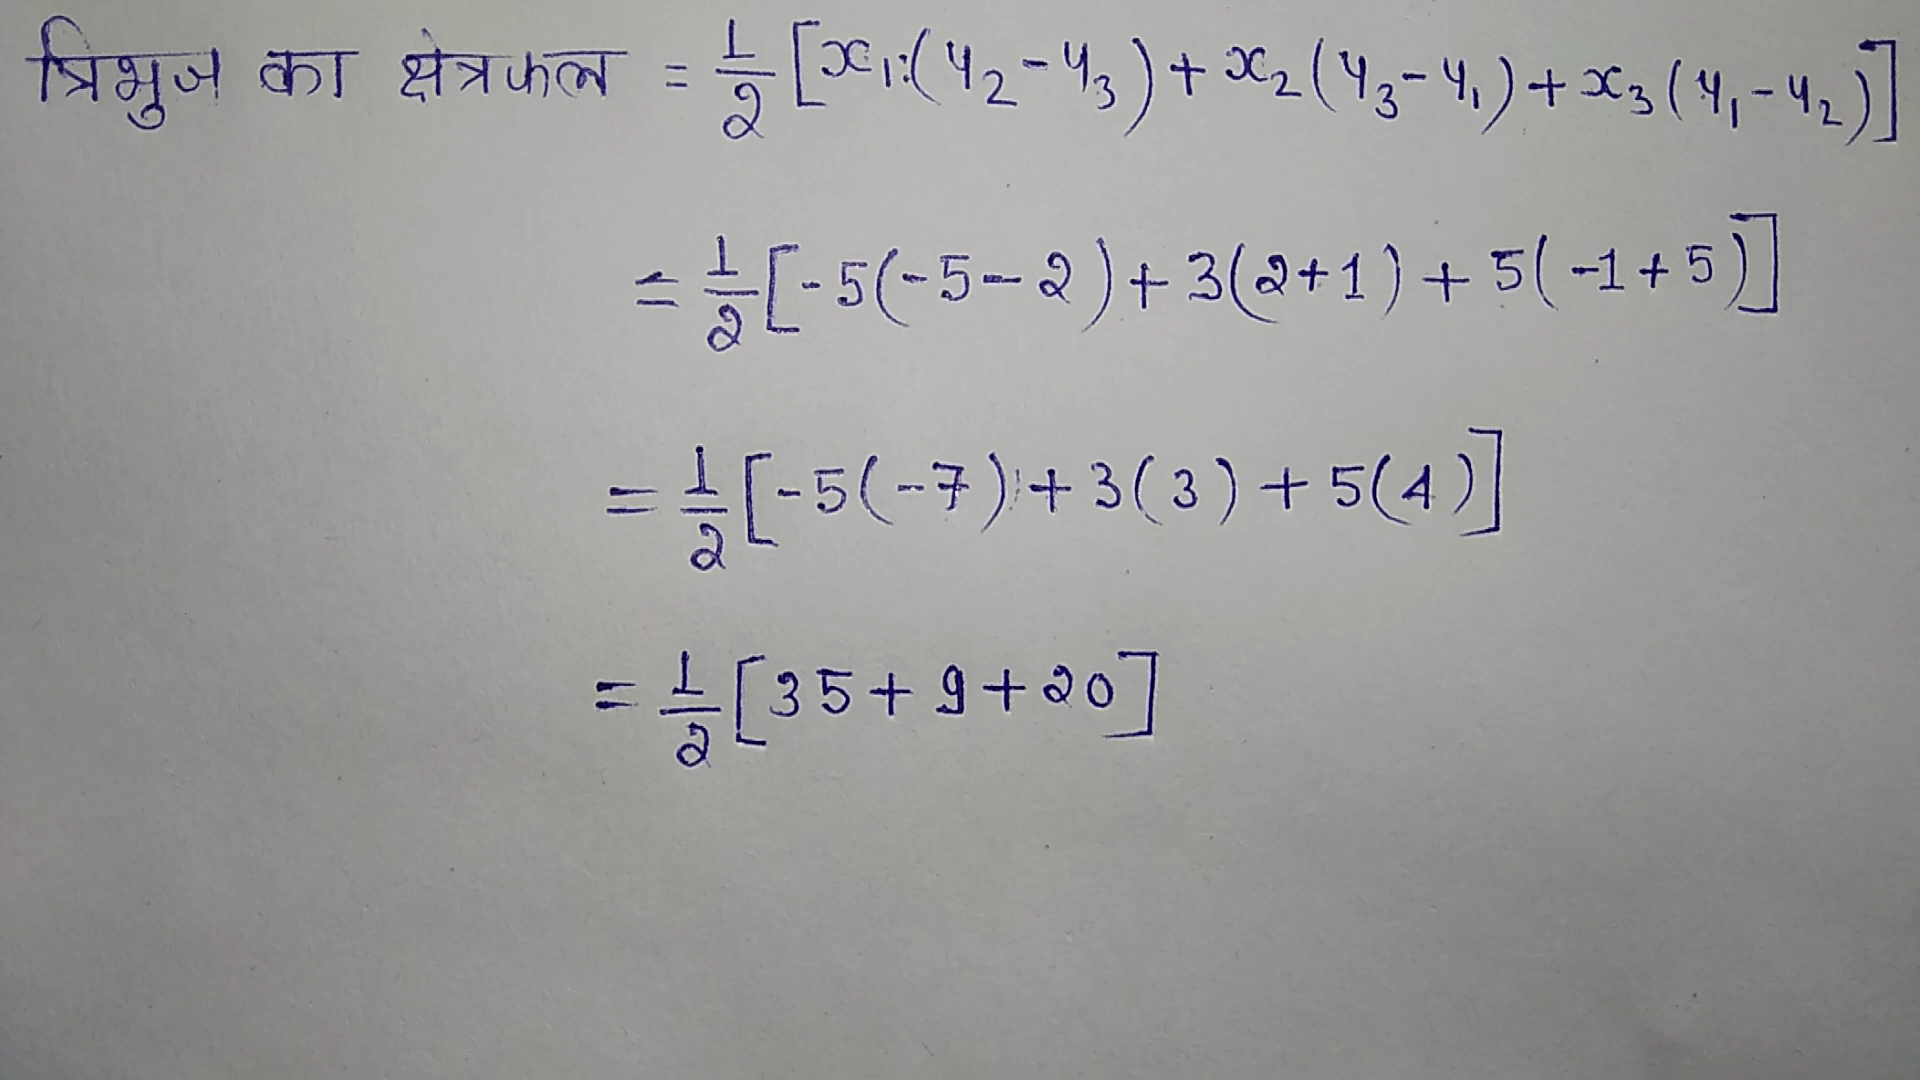 त्रिभुज का क्षेत्रफल = 1/2 [x₁(y₂-y₃)+x₂(y₃-y₁)+x₃(y₁-y₂)]
= 1/2 [-5(-5-2)+3(2+1)+5(-1+5)]
= 1/2 [-5(-7)+3(3)+5(4)]
= 1/2 [35+9+20]